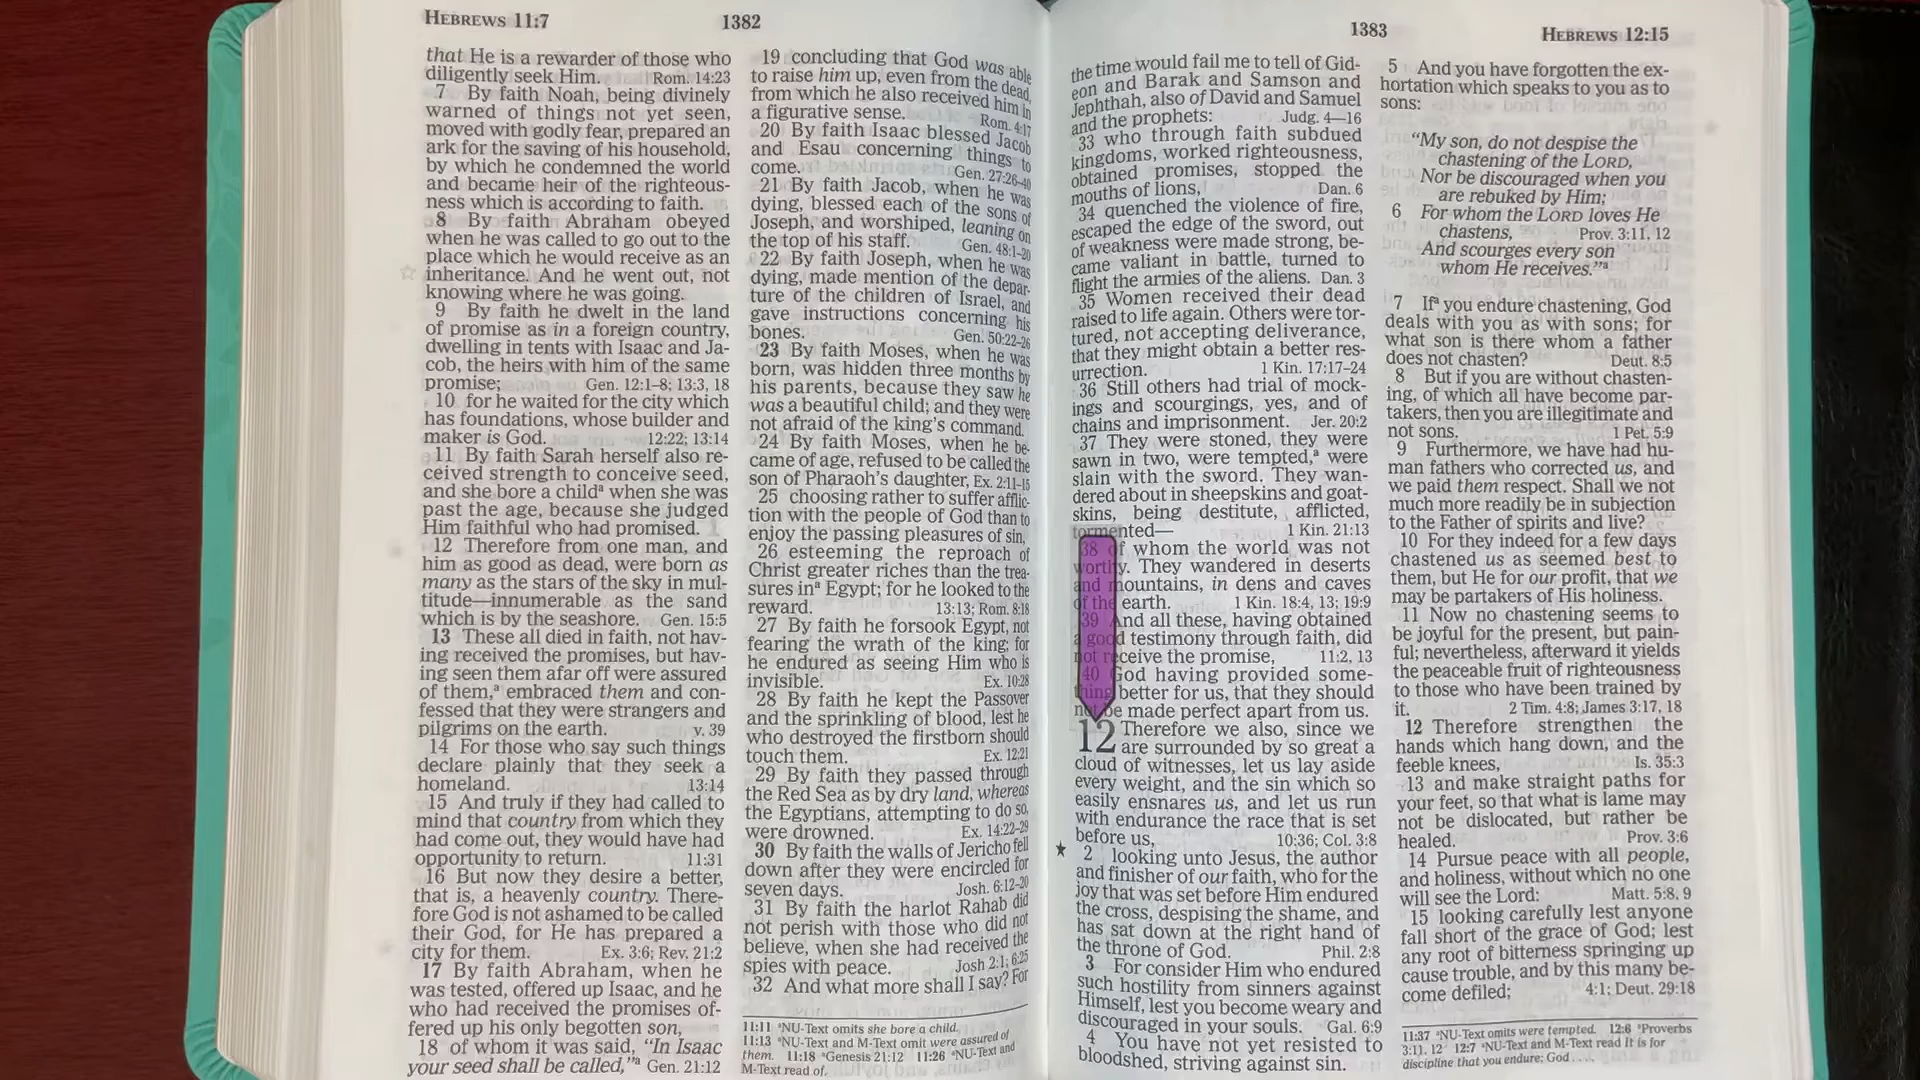 HEBREWS 11:7
1382
that He is a rewarder of those who
diligently seek Him. Rom. 14:23
7 By faith Noah, being divinely
warned of things not yet seen,
moved with godly fear, prepared an
ark for the saving of his household,
by which he condemned the world
and became heir of the righteous-
ness which is according to faith.
8 By faith Abraham obeyed
when he was called to go out to the
place which he would receive as an
inheritance. And he went out, not
knowing where he was going.
9 By faith he dwelt in the land
of promise as in a foreign country,
dwelling in tents with Isaac and Ja-
cob, the heirs with him of the same
promise; Gen. 12:1–8; 13:3, 18
10 for he waited for the city which
has foundations, whose builder and
maker is God. 12:22; 13:14
11 By faith Sarah herself also re-
ceived strength to conceive seed,
and she bore a childᵃ when she was
past the age, because she judged
Him faithful who had promised.
12 Therefore from one man, and
him as good as dead, were born as
many as the stars of the sky in mul-
titude—innumerable as the sand
which is by the seashore. Gen. 15:5
13 These all died in faith, not hav-
ing received the promises, but hav-
ing seen them afar off were assured
of them,ᵃ embraced them and con-
fessed that they were strangers and
pilgrims on the earth. v. 39
14 For those who say such things
declare plainly that they seek a
homeland. 13:14
15 And truly if they had called to
mind that country from which they
had come out, they would have had
opportunity to return. 11:31
16 But now they desire a better,
that is, a heavenly country. There-
fore God is not ashamed to be called
their God, for He has prepared a
city for them. Ex. 3:6; Rev. 21:2
17 By faith Abraham, when he
was tested, offered up Isaac, and he
who had received the promises of-
fered up his only begotten son,
18 of whom it was said, “In Isaac
your seed shall be called,”ᵃ Gen. 21:12
19 concluding that God was able
to raise him up, even from the dead,
from which he also received him in
a figurative sense. Rom. 4:17
20 By faith Isaac blessed Jacob
and Esau concerning things to
come. Gen. 27:26–40
21 By faith Jacob, when he was
dying, blessed each of the sons of
Joseph, and worshiped, leaning on
the top of his staff. Gen. 48:1–20
22 By faith Joseph, when he was
dying, made mention of the depar-
ture of the children of Israel, and
gave instructions concerning his
bones. Gen. 50:22–26
23 By faith Moses, when he was
born, was hidden three months by
his parents, because they saw he
was a beautiful child; and they were
not afraid of the king’s command.
24 By faith Moses, when he be-
came of age, refused to be called the
son of Pharaoh’s daughter, Ex. 2:11–15
25 choosing rather to suffer afflic-
tion with the people of God than to
enjoy the passing pleasures of sin,
26 esteeming the reproach of
Christ greater riches than the trea-
sures inᵃ Egypt; for he looked to the
reward. 13:13; Rom. 8:18
27 By faith he forsook Egypt, not
fearing the wrath of the king; for
he endured as seeing Him who is
invisible. Ex. 10:28
28 By faith he kept the Passover
and the sprinkling of blood, lest he
who destroyed the firstborn should
touch them. Ex. 12:21
29 By faith they passed through
the Red Sea as by dry land, whereas
the Egyptians, attempting to do so,
were drowned. Ex. 14:22–29
30 By faith the walls of Jericho fell
down after they were encircled for
seven days. Josh. 6:12–20
31 By faith the harlot Rahab did
not perish with those who did not
believe, when she had received the
spies with peace. Josh 2:1; 6:25
32 And what more shall I say? For
11:11 ᵃNU-Text omits she bore a child.
11:13 ᵃNU-Text and M-Text omit were assured of
them. 11:18 ᵃGenesis 21:12 11:26 ᵃNU-Text and
M-Text read of.
1383
HEBREWS 12:15
the time would fail me to tell of Gid-
eon and Barak and Samson and
Jephthah, also of David and Samuel
and the prophets: Judg. 4—16
33 who through faith subdued
kingdoms, worked righteousness,
obtained promises, stopped the
mouths of lions, Dan. 6
34 quenched the violence of fire,
escaped the edge of the sword, out
of weakness were made strong, be-
came valiant in battle, turned to
flight the armies of the aliens. Dan. 3
35 Women received their dead
raised to life again. Others were tor-
tured, not accepting deliverance,
that they might obtain a better res-
urrection. 1 Kin. 17:17–24
36 Still others had trial of mock-
ings and scourgings, yes, and of
chains and imprisonment. Jer. 20:2
37 They were stoned, they were
sawn in two, were tempted,ᵃ were
slain with the sword. They wan-
dered about in sheepskins and goat-
skins, being destitute, afflicted,
tormented— 1 Kin. 21:13
38 of whom the world was not
worthy. They wandered in deserts
and mountains, in dens and caves
of the earth. 1 Kin. 18:4, 13; 19:9
39 And all these, having obtained
a good testimony through faith, did
not receive the promise, 11:2, 13
40 God having provided some-
thing better for us, that they should
not be made perfect apart from us.
12 Therefore we also, since we
are surrounded by so great a
cloud of witnesses, let us lay aside
every weight, and the sin which so
easily ensnares us, and let us run
with endurance the race that is set
before us, 10:36; Col. 3:8
★ 2 looking unto Jesus, the author
and finisher of our faith, who for the
joy that was set before Him endured
the cross, despising the shame, and
has sat down at the right hand of
the throne of God. Phil. 2:8
3 For consider Him who endured
such hostility from sinners against
Himself, lest you become weary and
discouraged in your souls. Gal. 6:9
4 You have not yet resisted to
bloodshed, striving against sin.
5 And you have forgotten the ex-
hortation which speaks to you as to
sons:
“My son, do not despise the
chastening of the LORD,
Nor be discouraged when you
are rebuked by Him;
6 For whom the LORD loves He
chastens, Prov. 3:11, 12
And scourges every son
whom He receives.”ᵃ
7 Ifᵃ you endure chastening, God
deals with you as with sons; for
what son is there whom a father
does not chasten? Deut. 8:5
8 But if you are without chasten-
ing, of which all have become par-
takers, then you are illegitimate and
not sons. 1 Pet. 5:9
9 Furthermore, we have had hu-
man fathers who corrected us, and
we paid them respect. Shall we not
much more readily be in subjection
to the Father of spirits and live?
10 For they indeed for a few days
chastened us as seemed best to
them, but He for our profit, that we
may be partakers of His holiness.
11 Now no chastening seems to
be joyful for the present, but pain-
ful; nevertheless, afterward it yields
the peaceable fruit of righteousness
to those who have been trained by
it. 2 Tim. 4:8; James 3:17, 18
12 Therefore strengthen the
hands which hang down, and the
feeble knees, Is. 35:3
13 and make straight paths for
your feet, so that what is lame may
not be dislocated, but rather be
healed. Prov. 3:6
14 Pursue peace with all people,
and holiness, without which no one
will see the Lord: Matt. 5:8, 9
15 looking carefully lest anyone
fall short of the grace of God; lest
any root of bitterness springing up
cause trouble, and by this many be-
come defiled; 4:1; Deut. 29:18
11:37 ᵃNU-Text omits were tempted. 12:6 ᵃProverbs
3:11, 12 12:7 ᵃNU-Text and M-Text read It is for
discipline that you endure; God . . . .